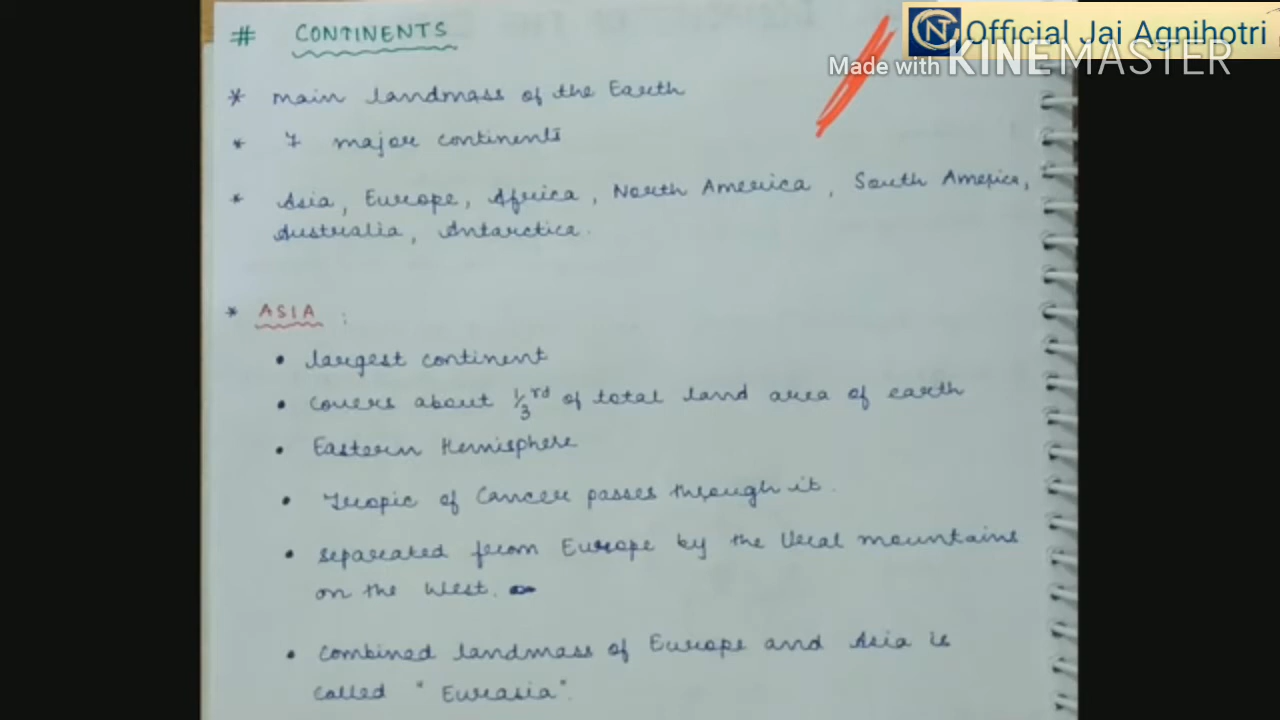 Official Jai Agnihotri
Made with KINEMASTER
# CONTINENTS
* main landmass of the Earth
* 7 major continents
* Asia, Europe, Africa, North America, South America,
Australia, Antarctica.
* ASIA :
• largest continent
• covers about 1/3rd of total land area of earth
• Eastern Hemisphere
• Tropic of Cancer passes through it.
• separated from Europe by the Ural mountains
on the West.
• combined landmass of Europe and Asia is
called "Eurasia".